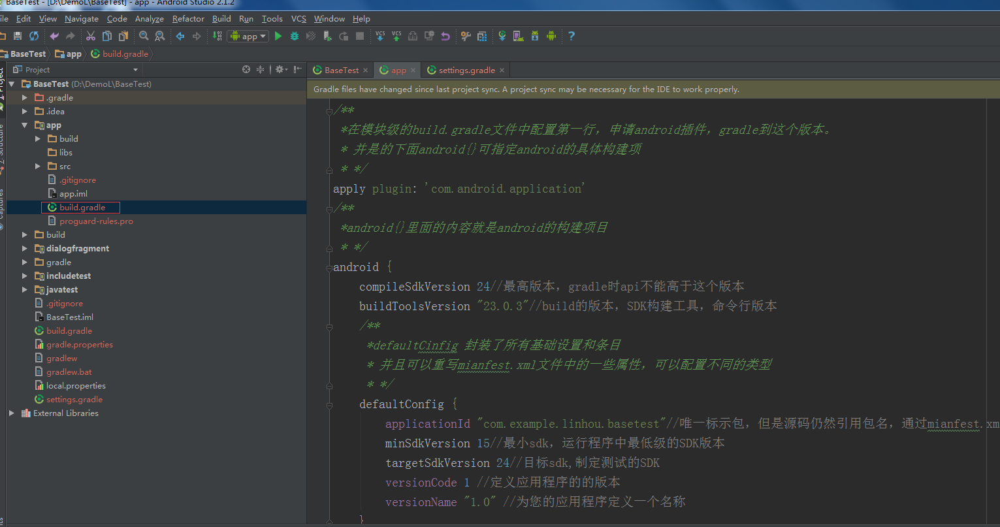 BaseTest - [D:\DemoL\BaseTest] - app - Android Studio 2.1.2
ile Edit View Navigate Code Analyze Refactor Build Run Tools VCS Window Help
app
VCS VCS
BaseTest app build.gradle
Project
BaseTest app settings.gradle
Gradle files have changed since last project sync. A project sync may be necessary for the IDE to work properly.
BaseTest (D:\DemoL\BaseTest)
.gradle
.idea
app
build
libs
src
.gitignore
app.iml
build.gradle
proguard-rules.pro
build
dialogfragment
gradle
includetest
javatest
.gitignore
BaseTest.iml
build.gradle
gradle.properties
gradlew
gradlew.bat
local.properties
settings.gradle
External Libraries
1: Project
Z: Structure
Captures
/**
*在模块级的build.gradle文件中配置第一行，申请android插件，gradle到这个版本。
* 并是的下面android{}可指定android的具体构建项
* */
apply plugin: 'com.android.application'
/**
*android{}里面的内容就是android的构建项目
* */
android {
compileSdkVersion 24//最高版本，gradle时api不能高于这个版本
buildToolsVersion "23.0.3"//build的版本，SDK构建工具，命令行版本
/**
*defaultCinfig 封装了所有基础设置和条目
* 并且可以重写mianfest.xml文件中的一些属性，可以配置不同的类型
* */
defaultConfig {
applicationId "com.example.linhou.basetest"//唯一标示包，但是源码仍然引用包名，通过mianfest.xm
minSdkVersion 15//最小sdk，运行程序中最低级的SDK版本
targetSdkVersion 24//目标sdk,制定测试的SDK
versionCode 1 //定义应用程序的的版本
versionName "1.0" //为您的应用程序定义一个名称
}